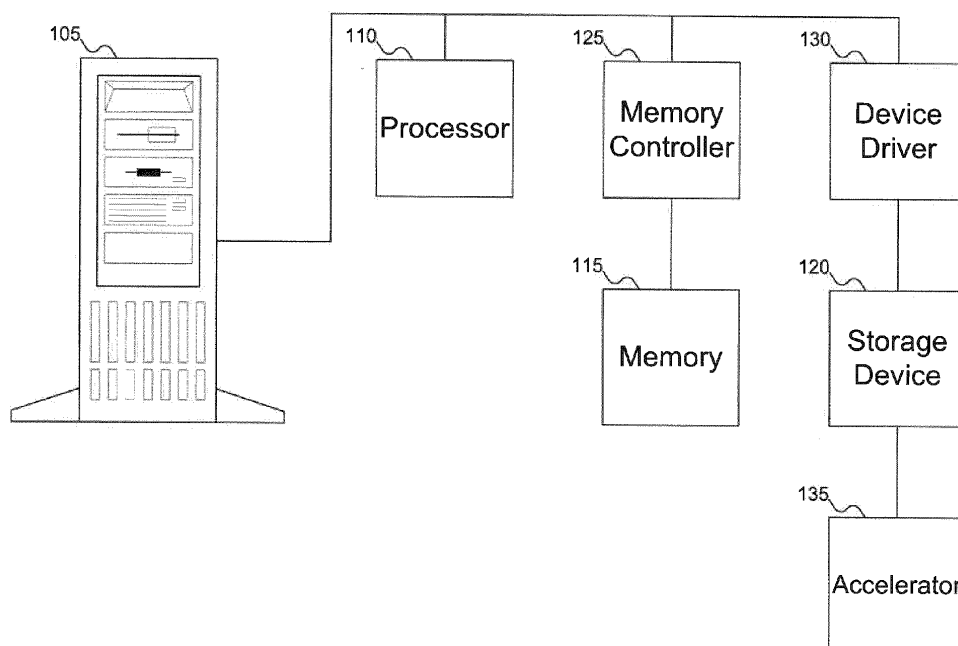 105
110
125
130
Processor
Memory
Controller
Device
Driver
115
120
Memory
Storage
Device
135
Accelerator